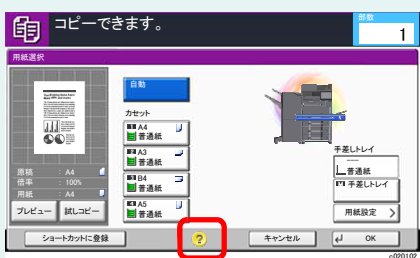 コピーできます。
部数
1
用紙選択
自動
カセット
A4
普通紙
A3
普通紙
B4
普通紙
A5
普通紙
原稿 : A4
倍率 : 100%
用紙 : A4
プレビュー
試しコピー
手差しトレイ
普通紙
手差しトレイ
用紙設定
ショートカットに登録
?
キャンセル
OK
c020103